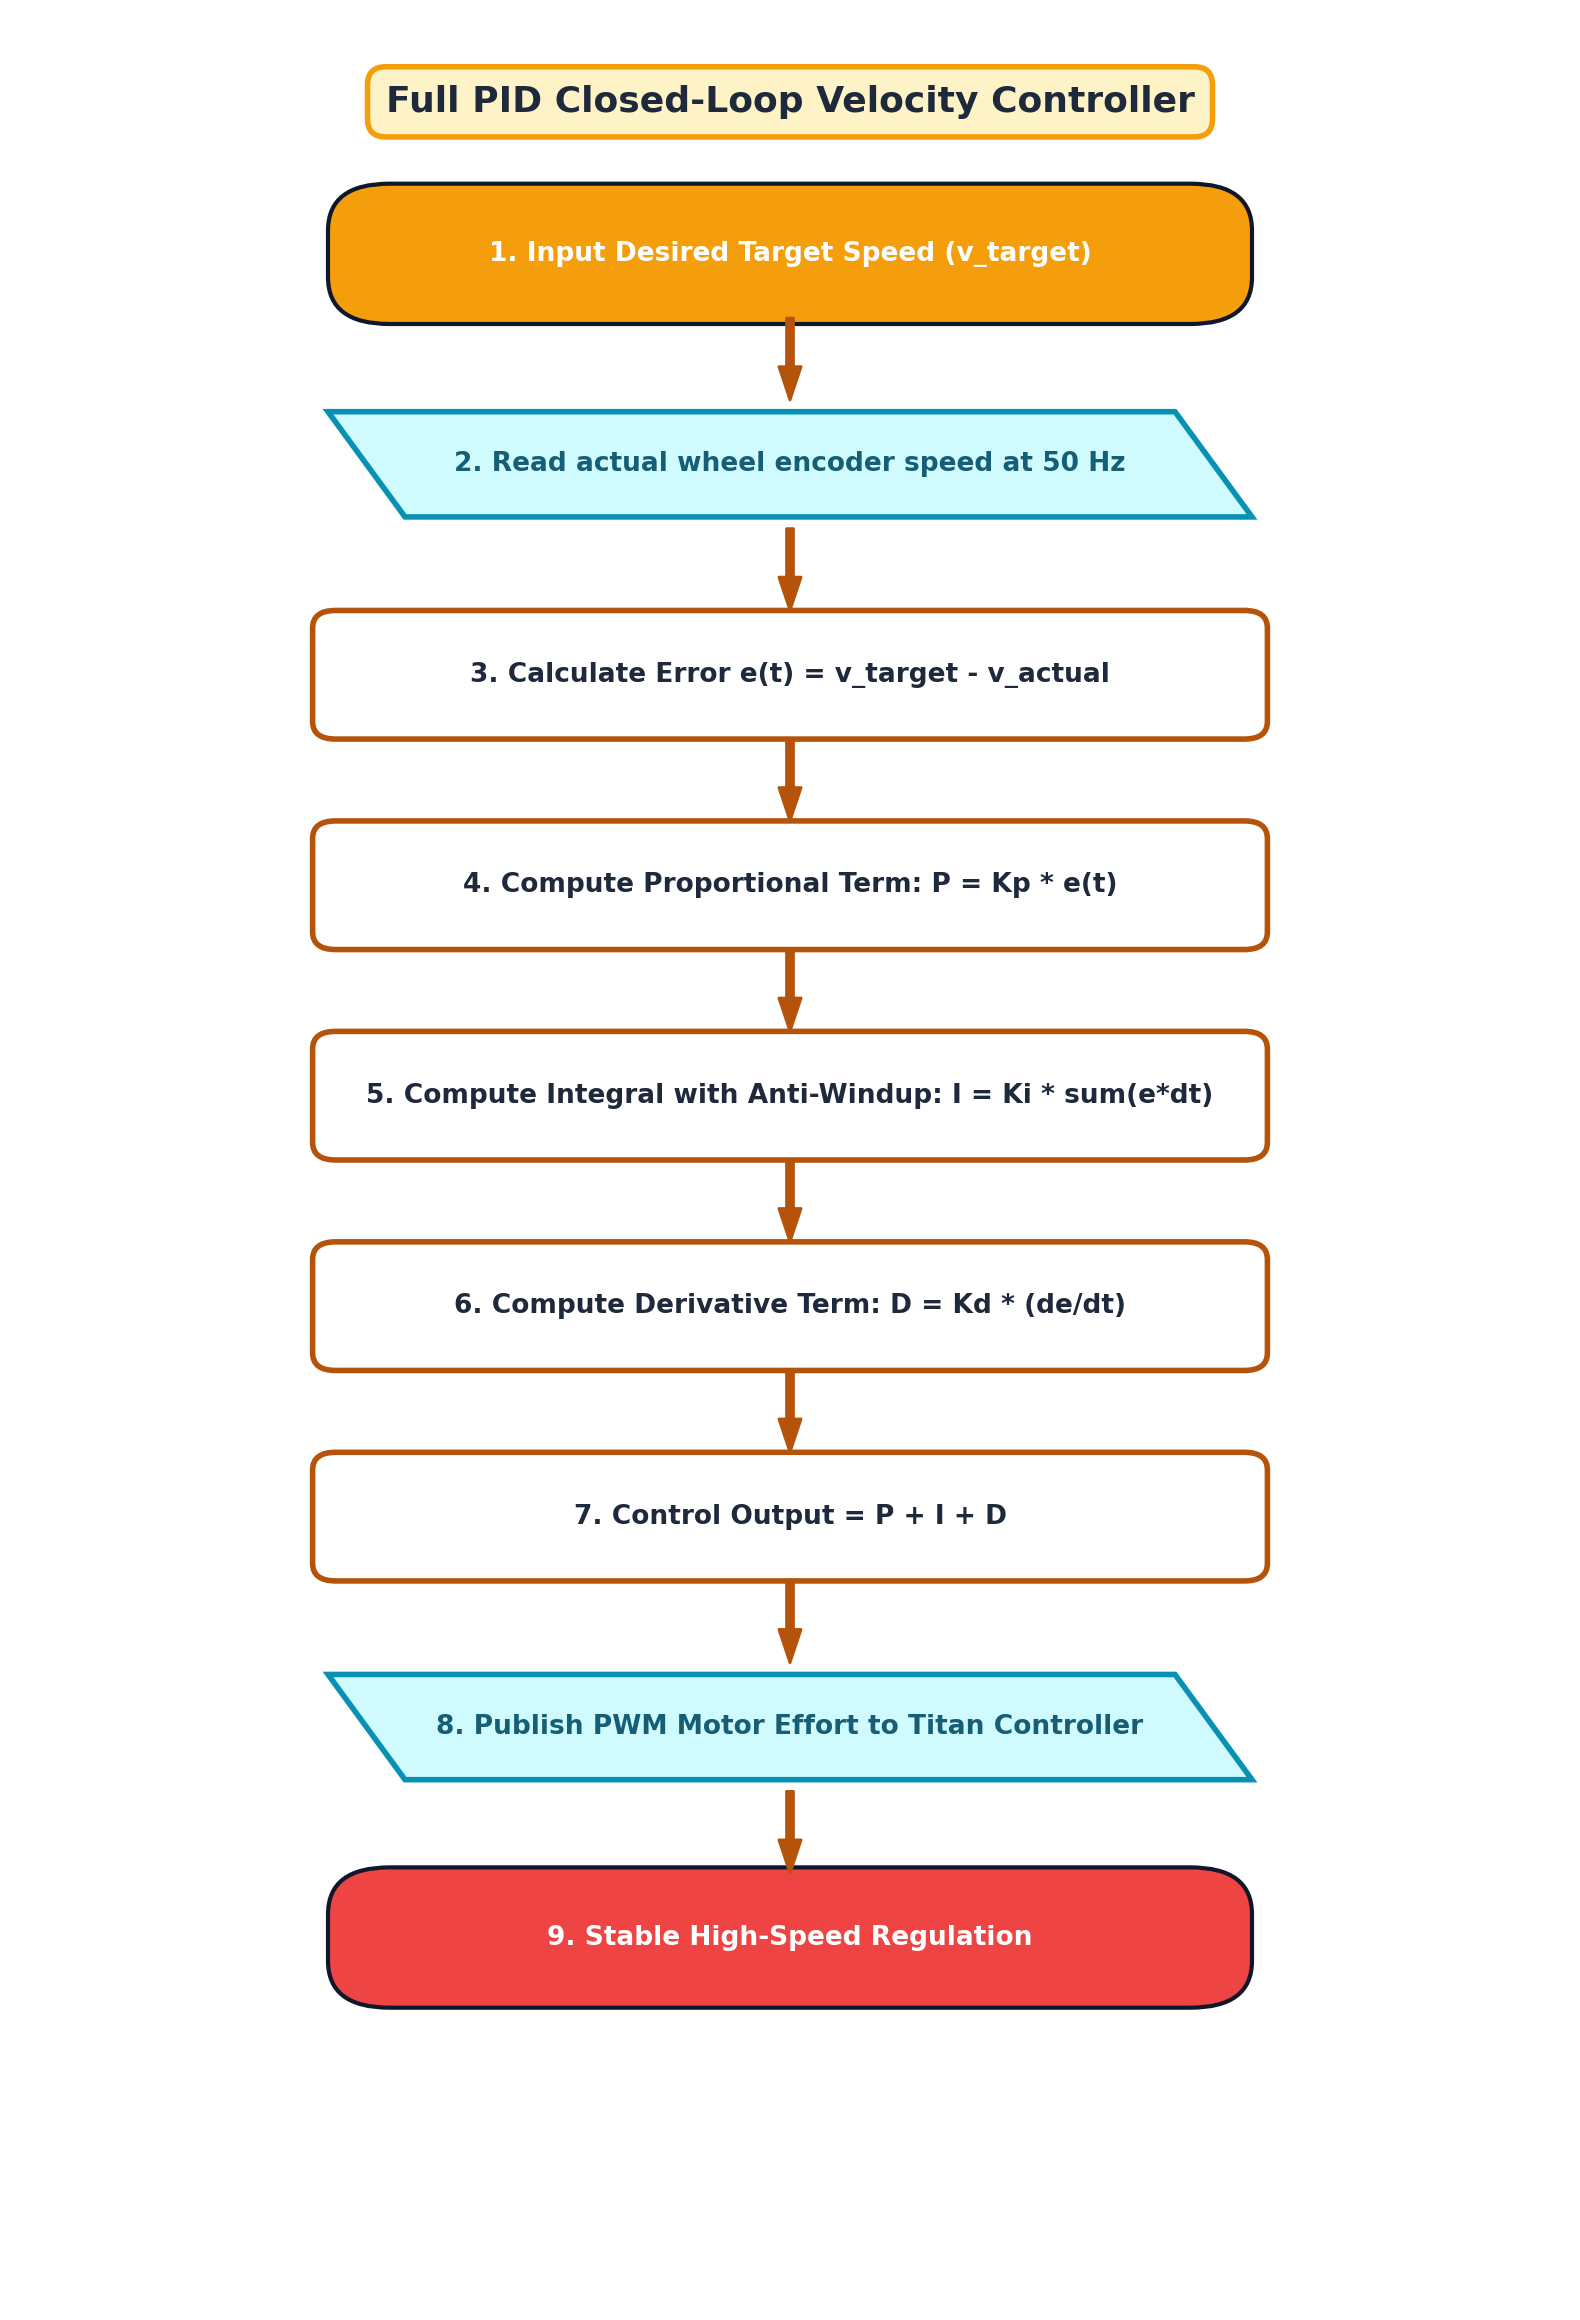 Full PID Closed-Loop Velocity Controller
1. Input Desired Target Speed (v_target)
2. Read actual wheel encoder speed at 50 Hz
3. Calculate Error e(t) = v_target - v_actual
4. Compute Proportional Term: P = Kp * e(t)
5. Compute Integral with Anti-Windup: I = Ki * sum(e*dt)
6. Compute Derivative Term: D = Kd * (de/dt)
7. Control Output = P + I + D
8. Publish PWM Motor Effort to Titan Controller
9. Stable High-Speed Regulation